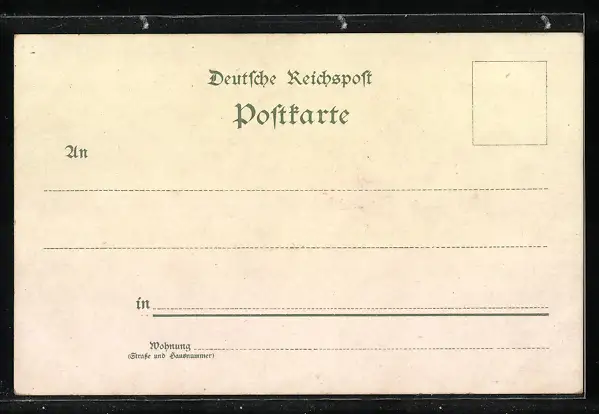 Deutsche Reichspost
Postkarte
An
in
Wohnung
(Straße und Hausnummer)